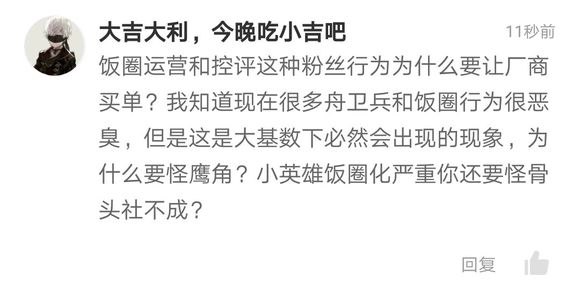 大吉大利，今晚吃小吉吧
11秒前
饭圈运营和控评这种粉丝行为为什么要让厂商
买单？我知道现在很多舟卫兵和饭圈行为很恶
臭，但是这是大基数下必然会出现的现象，为
什么要怪鹰角？小英雄饭圈化严重你还要怪骨
头社不成？
回复